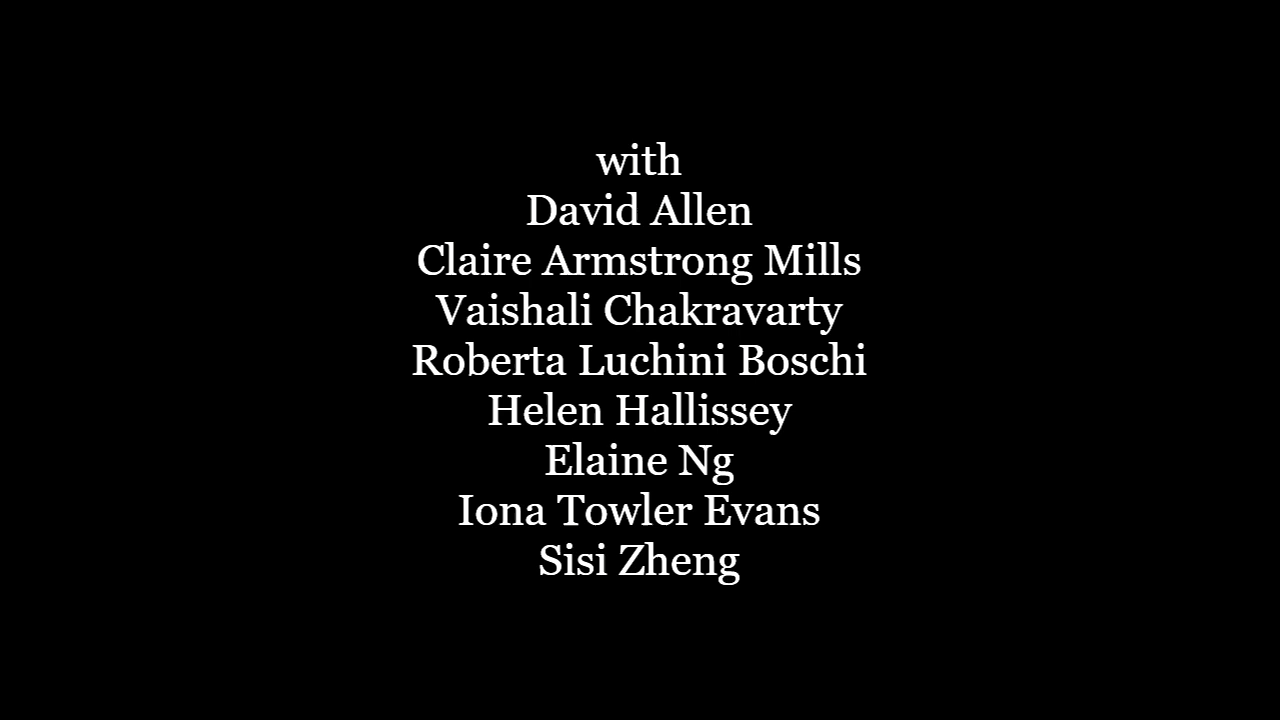 with
David Allen
Claire Armstrong Mills
Vaishali Chakravarty
Roberta Luchini Boschi
Helen Hallissey
Elaine Ng
Iona Towler Evans
Sisi Zheng